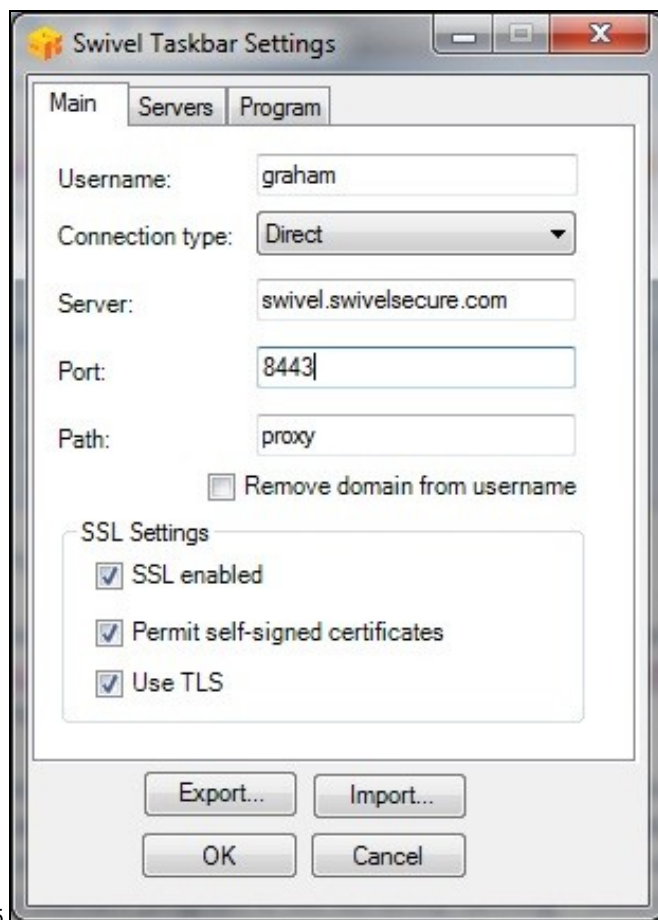 Swivel Taskbar Settings
Main Servers Program
Username: graham
Connection type: Direct
Server: swivel.swivelsecure.com
Port: 8443
Path: proxy
Remove domain from username
SSL Settings
SSL enabled
Permit self-signed certificates
Use TLS
Export... Import...
OK Cancel